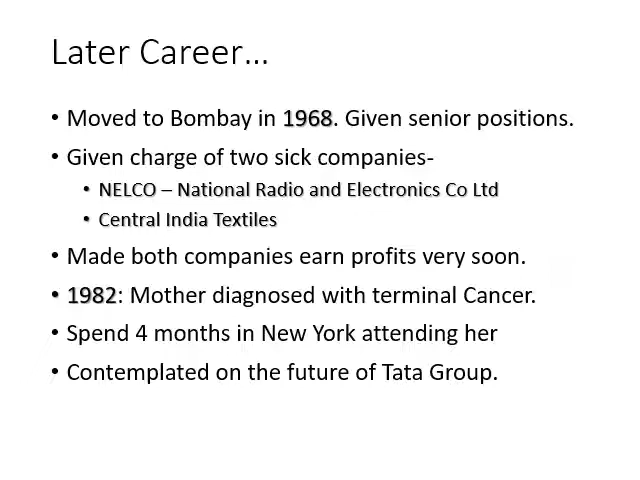 Later Career…
• Moved to Bombay in 1968. Given senior positions.
• Given charge of two sick companies-
• NELCO – National Radio and Electronics Co Ltd
• Central India Textiles
• Made both companies earn profits very soon.
• 1982: Mother diagnosed with terminal Cancer.
• Spend 4 months in New York attending her
• Contemplated on the future of Tata Group.